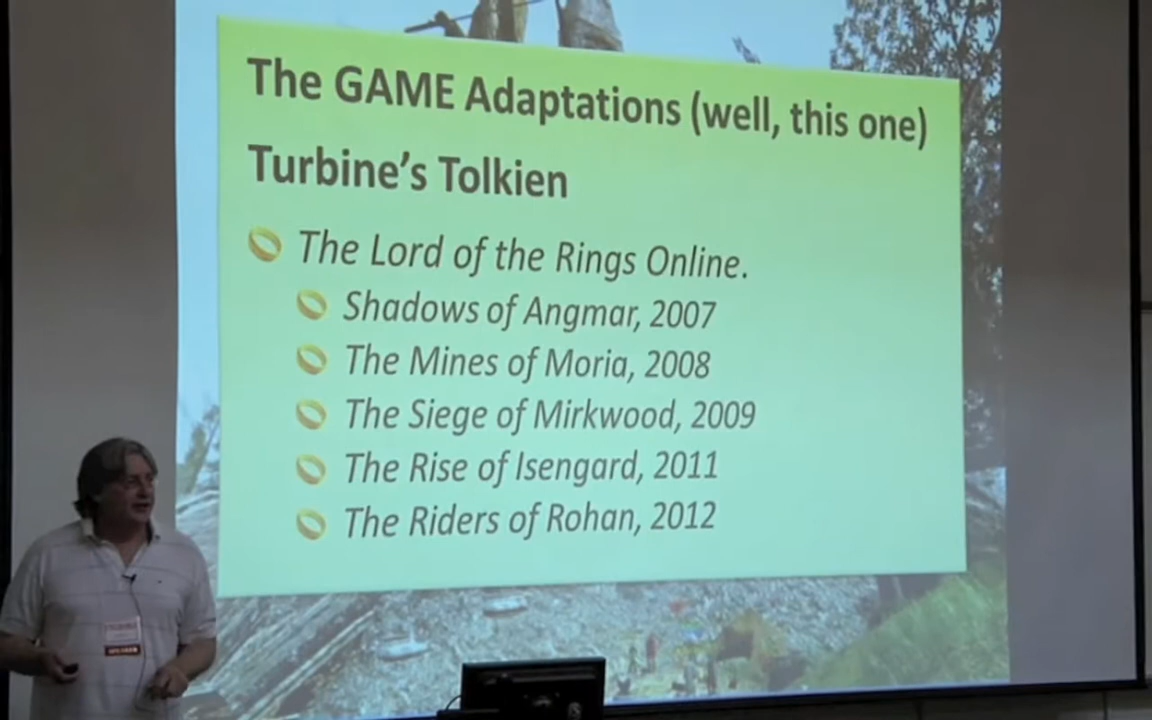 The GAME Adaptations (well, this one)
Turbine's Tolkien
The Lord of the Rings Online.
Shadows of Angmar, 2007
The Mines of Moria, 2008
The Siege of Mirkwood, 2009
The Rise of Isengard, 2011
The Riders of Rohan, 2012